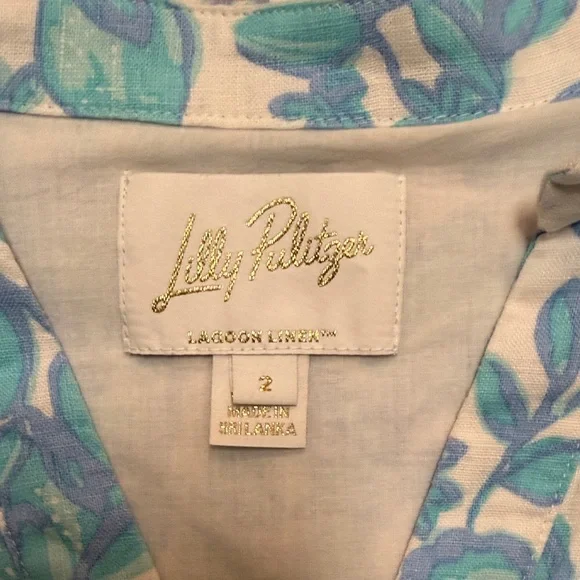 Lilly Pulitzer
LAGOON LINEN™
2
MADE IN
SRI LANKA